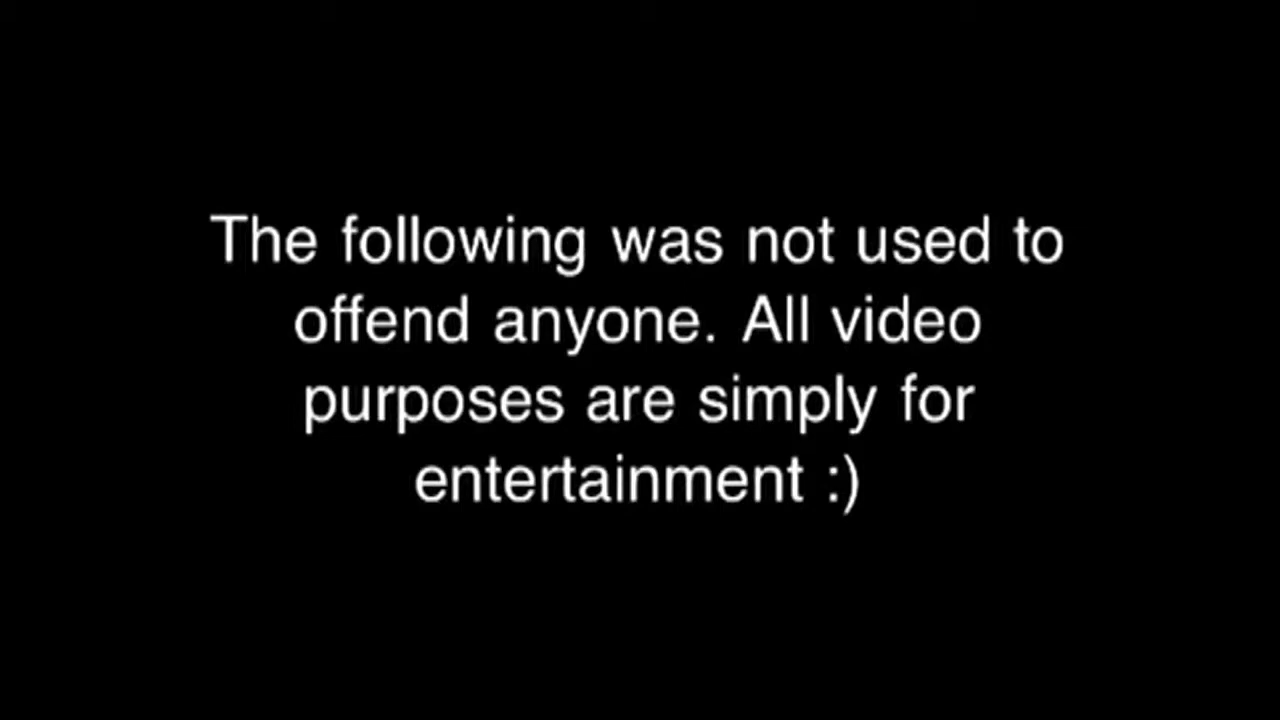 The following was not used to
offend anyone. All video
purposes are simply for
entertainment :)